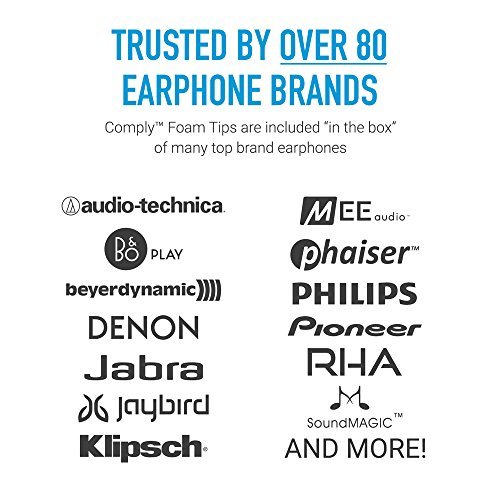 TRUSTED BY OVER 80
EARPHONE BRANDS
Comply™ Foam Tips are included “in the box”
of many top brand earphones
audio-technica
B&O PLAY
beyerdynamic
DENON
Jabra
Jaybird
Klipsch®
MEE audio™
phaiser™
PHILIPS
Pioneer
RHA
SoundMAGIC™
AND MORE!